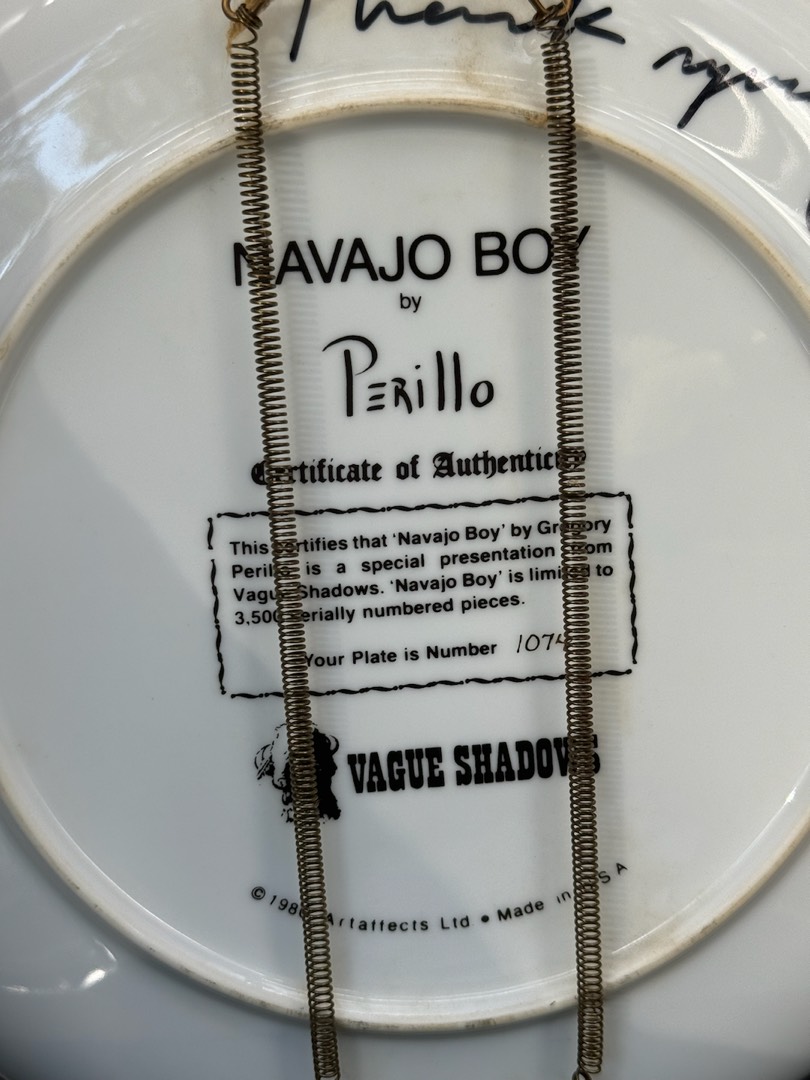 Thank you
NAVAJO BOY
by
PERillo
Certificate of Authenticity
This certifies that 'Navajo Boy' by Gregory
Perillo is a special presentation from
Vague Shadows. 'Navajo Boy' is limited to
3,500 serially numbered pieces.
Your Plate is Number 1074
VAGUE SHADOWS
Artaffects Ltd • Made in USA